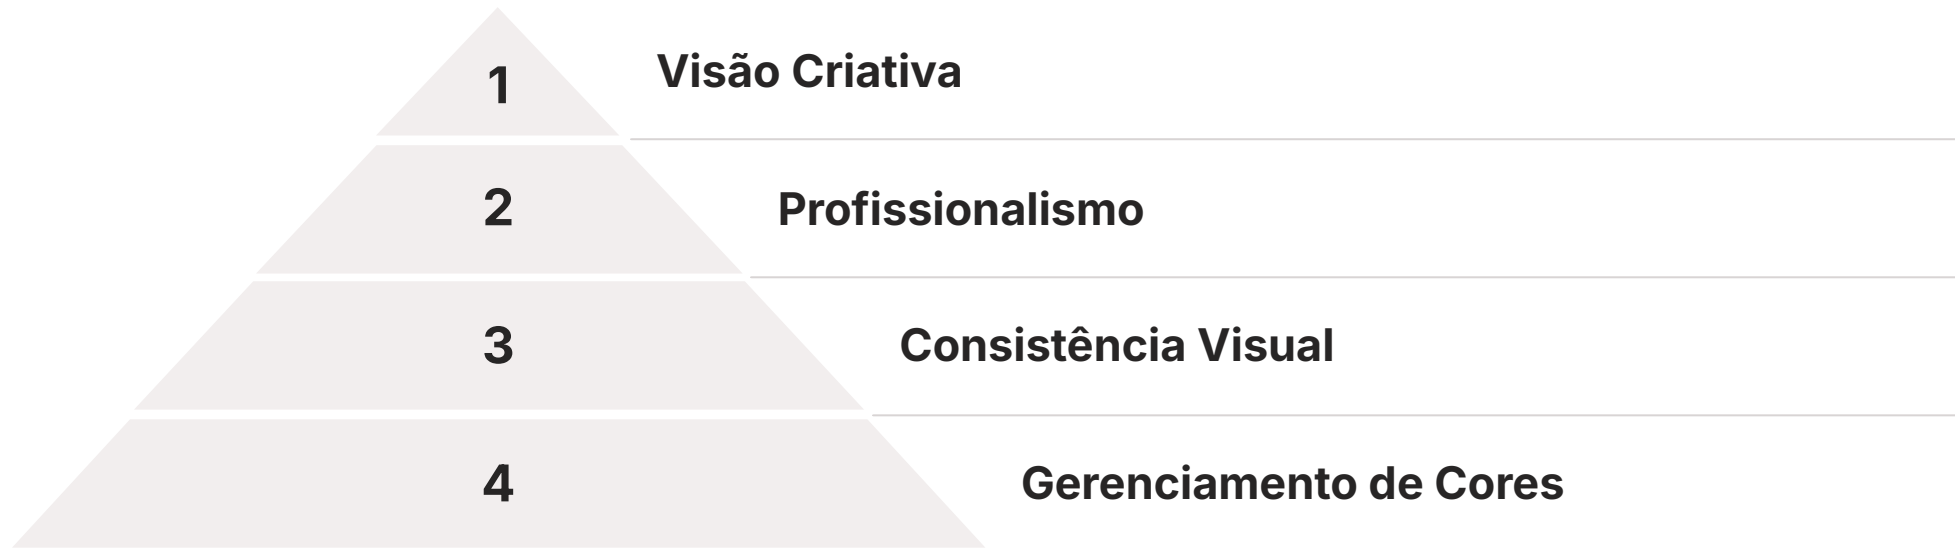 1
Visão Criativa
2
Profissionalismo
3
Consistência Visual
4
Gerenciamento de Cores